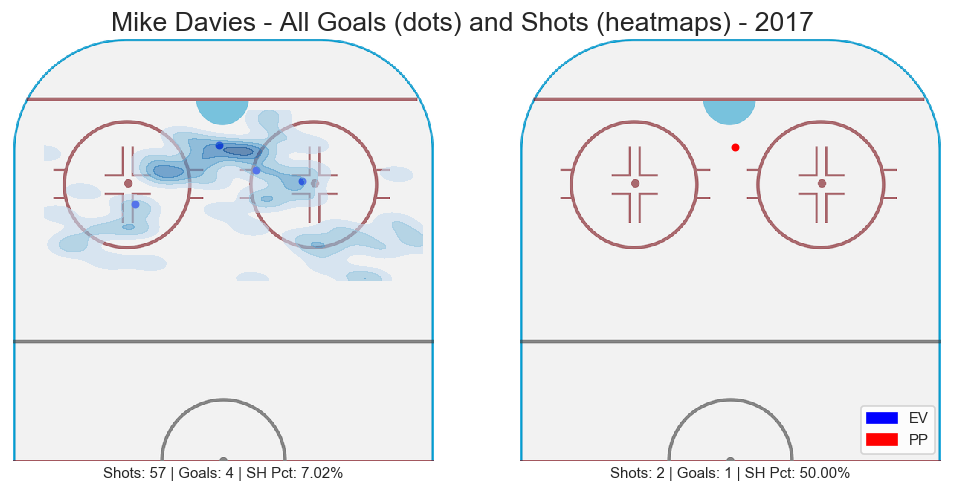 Mike Davies - All Goals (dots) and Shots (heatmaps) - 2017
EV
PP
Shots: 57 | Goals: 4 | SH Pct: 7.02%
Shots: 2 | Goals: 1 | SH Pct: 50.00%